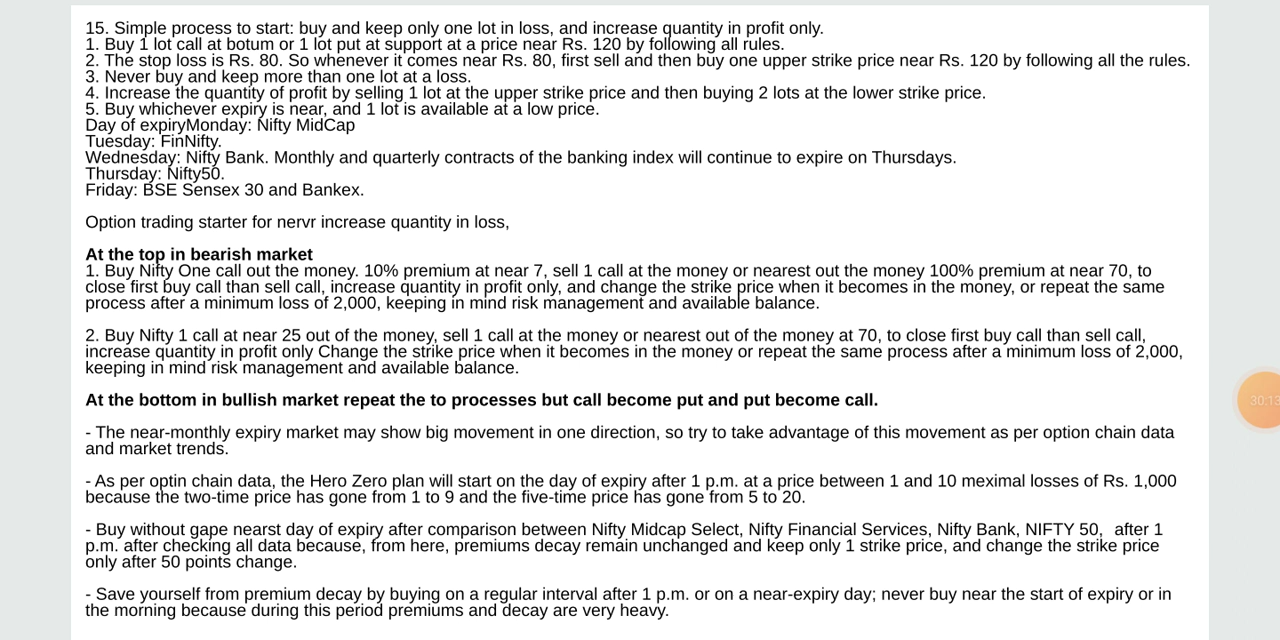 15. Simple process to start: buy and keep only one lot in loss, and increase quantity in profit only.
1. Buy 1 lot call at botum or 1 lot put at support at a price near Rs. 120 by following all rules.
2. The stop loss is Rs. 80. So whenever it comes near Rs. 80, first sell and then buy one upper strike price near Rs. 120 by following all the rules.
3. Never buy and keep more than one lot at a loss.
4. Increase the quantity of profit by selling 1 lot at the upper strike price and then buying 2 lots at the lower strike price.
5. Buy whichever expiry is near, and 1 lot is available at a low price.
Day of expiryMonday: Nifty MidCap
Tuesday: FinNifty.
Wednesday: Nifty Bank. Monthly and quarterly contracts of the banking index will continue to expire on Thursdays.
Thursday: Nifty50.
Friday: BSE Sensex 30 and Bankex.
Option trading starter for nervr increase quantity in loss,
At the top in bearish market
1. Buy Nifty One call out the money. 10% premium at near 7, sell 1 call at the money or nearest out the money 100% premium at near 70, to
close first buy call than sell call, increase quantity in profit only, and change the strike price when it becomes in the money, or repeat the same
process after a minimum loss of 2,000, keeping in mind risk management and available balance.
2. Buy Nifty 1 call at near 25 out of the money, sell 1 call at the money or nearest out of the money at 70, to close first buy call than sell call,
increase quantity in profit only Change the strike price when it becomes in the money or repeat the same process after a minimum loss of 2,000,
keeping in mind risk management and available balance.
At the bottom in bullish market repeat the to processes but call become put and put become call.
- The near-monthly expiry market may show big movement in one direction, so try to take advantage of this movement as per option chain data
and market trends.
- As per optin chain data, the Hero Zero plan will start on the day of expiry after 1 p.m. at a price between 1 and 10 meximal losses of Rs. 1,000
because the two-time price has gone from 1 to 9 and the five-time price has gone from 5 to 20.
- Buy without gape nearst day of expiry after comparison between Nifty Midcap Select, Nifty Financial Services, Nifty Bank, NIFTY 50,  after 1
p.m. after checking all data because, from here, premiums decay remain unchanged and keep only 1 strike price, and change the strike price
only after 50 points change.
- Save yourself from premium decay by buying on a regular interval after 1 p.m. or on a near-expiry day; never buy near the start of expiry or in
the morning because during this period premiums and decay are very heavy.
30:13